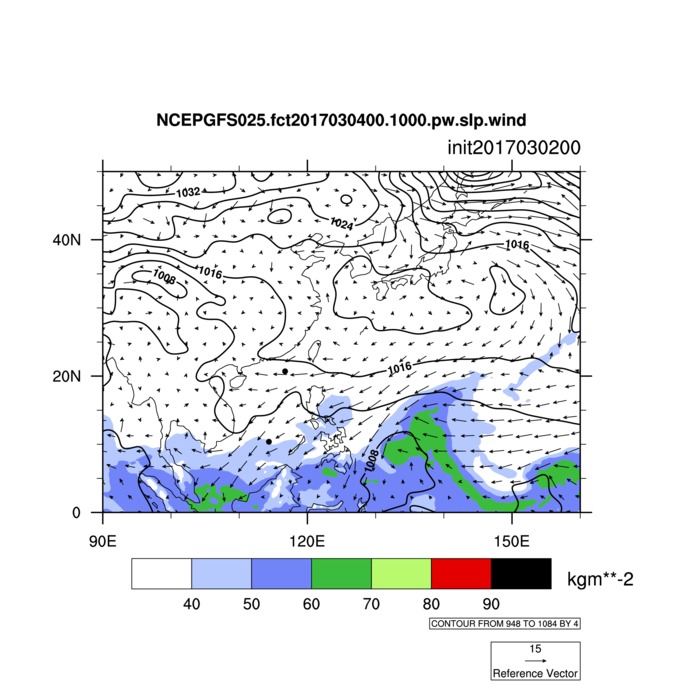 NCEPGFS025.fct2017030400.1000.pw.slp.wind
init2017030200
1032
1024
40N
1016
1008
1016
20N
1016
1008
0
90E 120E 150E
40 50 60 70 80 90
kgm**-2
CONTOUR FROM 948 TO 1084 BY 4
15
Reference Vector